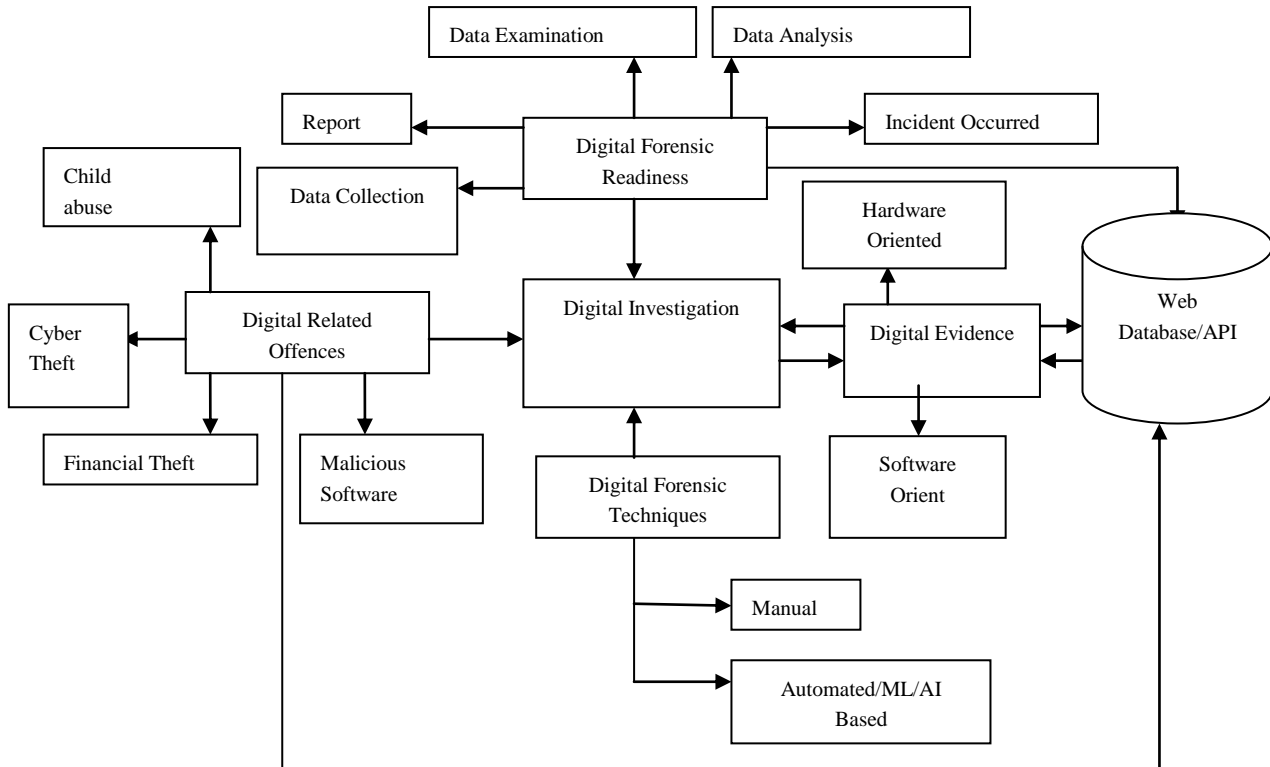 Data Examination
Data Analysis
Report
Incident Occurred
Digital Forensic
Readiness
Child
abuse
Data Collection
Hardware
Oriented
Cyber
Theft
Digital Related
Offences
Digital Investigation
Digital Evidence
Web
Database/API
Financial Theft
Malicious
Software
Digital Forensic
Techniques
Software
Orient
Manual
Automated/ML/AI
Based